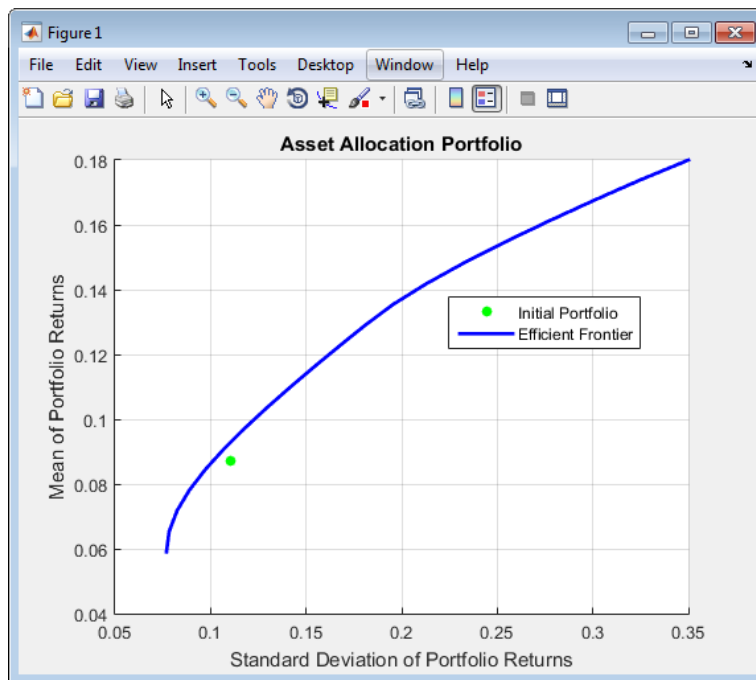 Figure 1
File Edit View Insert Tools Desktop Window Help
Asset Allocation Portfolio
Mean of Portfolio Returns
0.18
0.16
0.14
0.12
0.1
0.08
0.06
0.04
Initial Portfolio
Efficient Frontier
0.05 0.1 0.15 0.2 0.25 0.3 0.35
Standard Deviation of Portfolio Returns